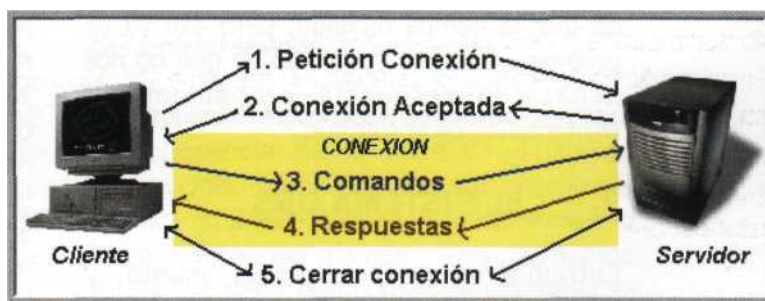 1. Petición Conexión
2. Conexión Aceptada
CONEXION
3. Comandos
4. Respuestas
Cliente
Servidor
5. Cerrar conexión